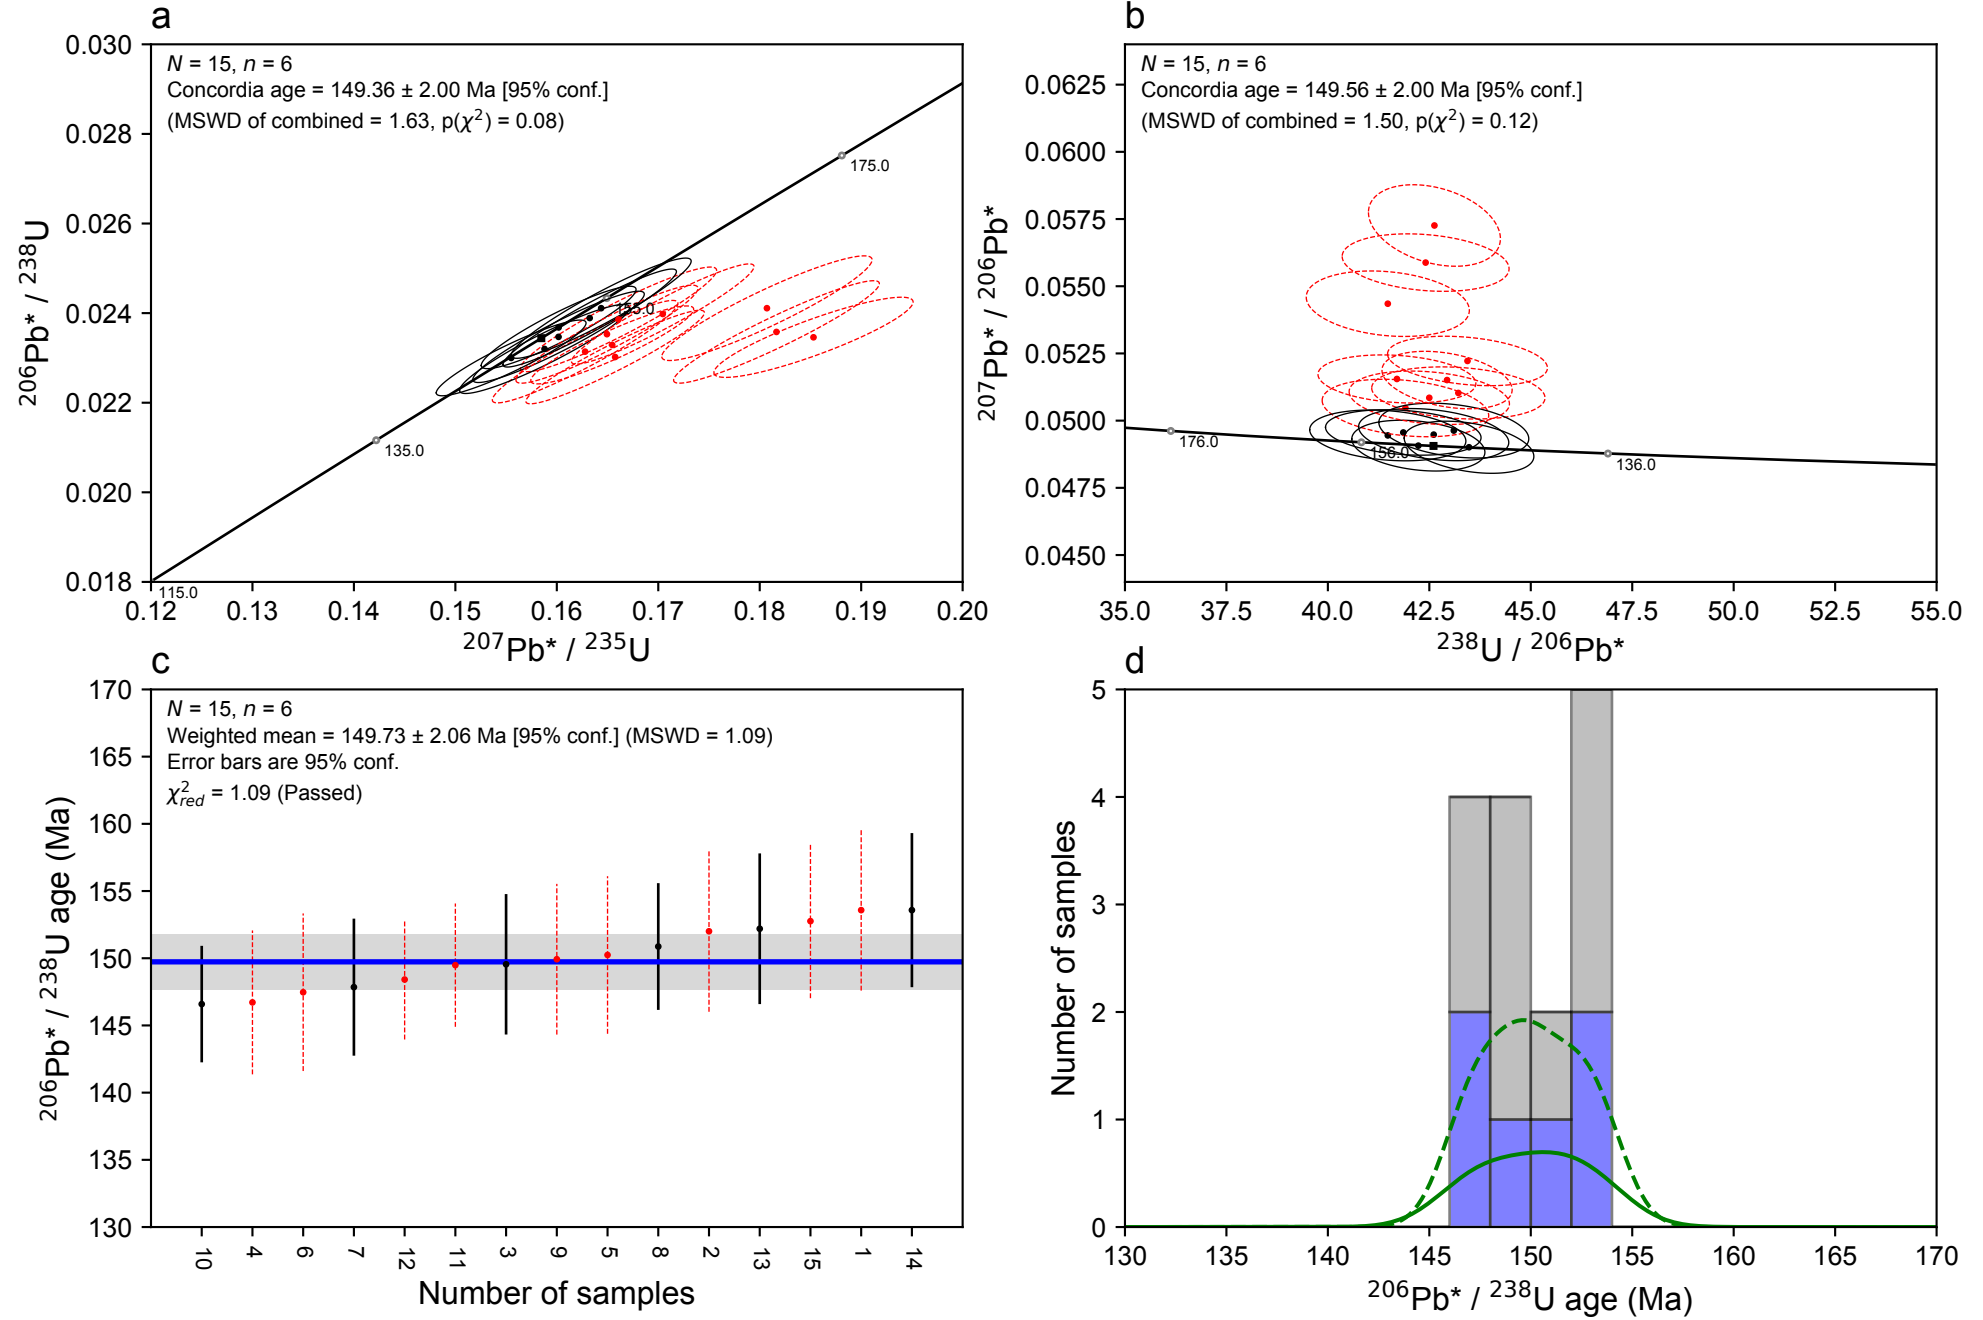 a
0.030
0.028
0.026
0.024
0.022
0.020
0.018
²⁰⁶Pb* / ²³⁸U
N = 15, n = 6
Concordia age = 149.36 ± 2.00 Ma [95% conf.]
(MSWD of combined = 1.63, p(χ²) = 0.08)
175.0
155.0
135.0
115.0
0.12 0.13 0.14 0.15 0.16 0.17 0.18 0.19 0.20
²⁰⁷Pb* / ²³⁵U
b
0.0625
0.0600
0.0575
0.0550
0.0525
0.0500
0.0475
0.0450
²⁰⁷Pb* / ²⁰⁶Pb*
N = 15, n = 6
Concordia age = 149.56 ± 2.00 Ma [95% conf.]
(MSWD of combined = 1.50, p(χ²) = 0.12)
176.0
156.0
136.0
35.0 37.5 40.0 42.5 45.0 47.5 50.0 52.5 55.0
²³⁸U / ²⁰⁶Pb*
c
170
165
160
155
150
145
140
135
130
²⁰⁶Pb* / ²³⁸U age (Ma)
N = 15, n = 6
Weighted mean = 149.73 ± 2.06 Ma [95% conf.] (MSWD = 1.09)
Error bars are 95% conf.
χ²red = 1.09 (Passed)
10 4 6 7 12 11 3 9 5 8 2 13 15 1 14
Number of samples
d
5
4
3
2
1
0
Number of samples
130 135 140 145 150 155 160 165 170
²⁰⁶Pb* / ²³⁸U age (Ma)